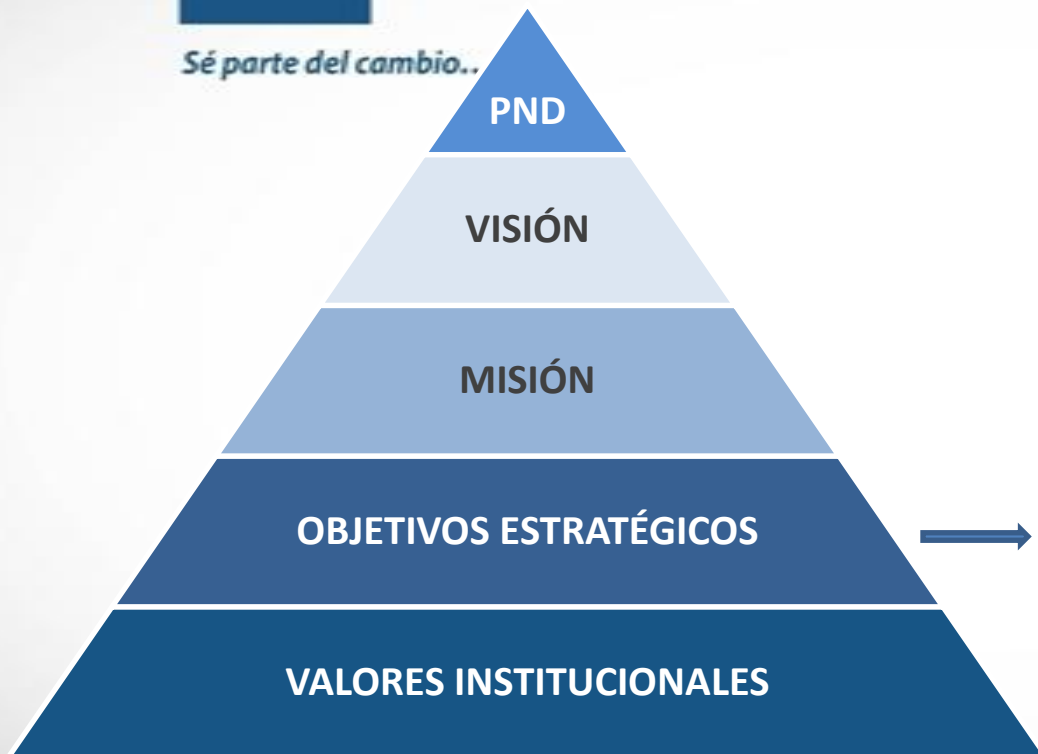 Sé parte del cambio..
PND
VISIÓN
MISIÓN
OBJETIVOS ESTRATÉGICOS
VALORES INSTITUCIONALES